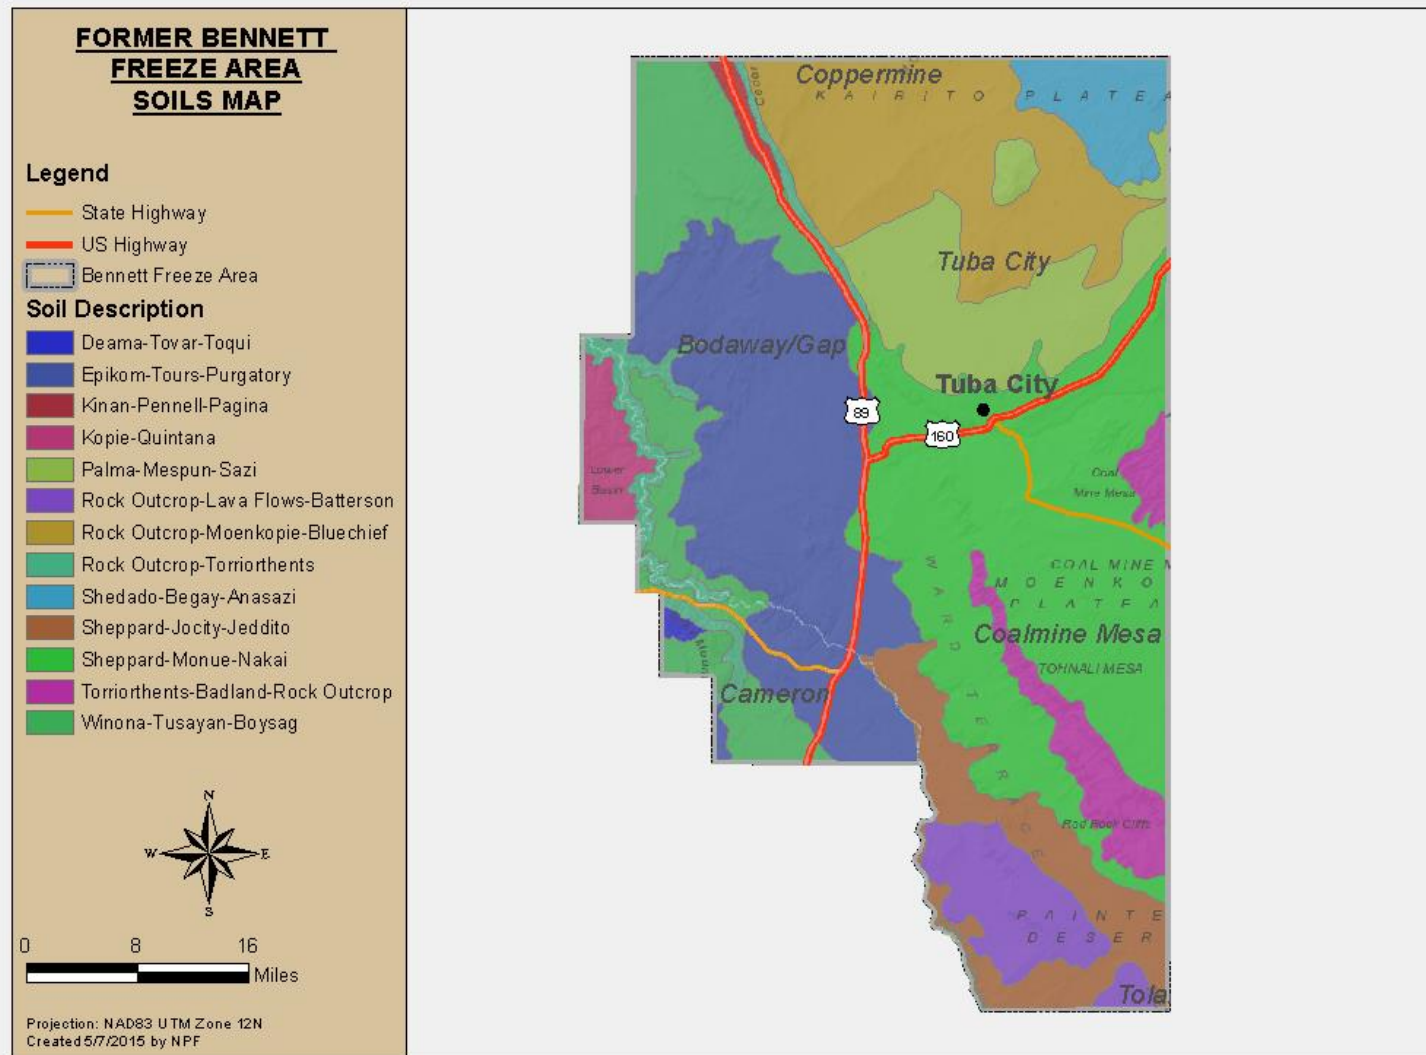 FORMER BENNETT
FREEZE AREA
SOILS MAP
Legend
State Highway
US Highway
Bennett Freeze Area
Soil Description
Deama-Tovar-Toqui
Epikom-Tours-Purgatory
Kinan-Pennell-Pagina
Kopie-Quintana
Palma-Mespun-Sazi
Rock Outcrop-Lava Flows-Batterson
Rock Outcrop-Moenkopie-Bluechief
Rock Outcrop-Torriorthents
Shedado-Begay-Anasazi
Sheppard-Jocity-Jeddito
Sheppard-Monue-Nakai
Torriorthents-Badland-Rock Outcrop
Winona-Tusayan-Boysag
N
W E
S
0 8 16
Miles
Projection: NAD83 UTM Zone 12N
Created 5/7/2015 by NPF
Coppermine
Cedar
PLATEA
Tuba City
Bodaway/Gap
Tuba City
89
160
Lower
Basin
Coal
Mine Mesa
COAL MINE M
MOENKO
PLATEA
WARD TERRACE
Coalmine Mesa
TOHNALI MESA
Cameron
Red Rock Cliffs
PAINTE
DESER
Tola